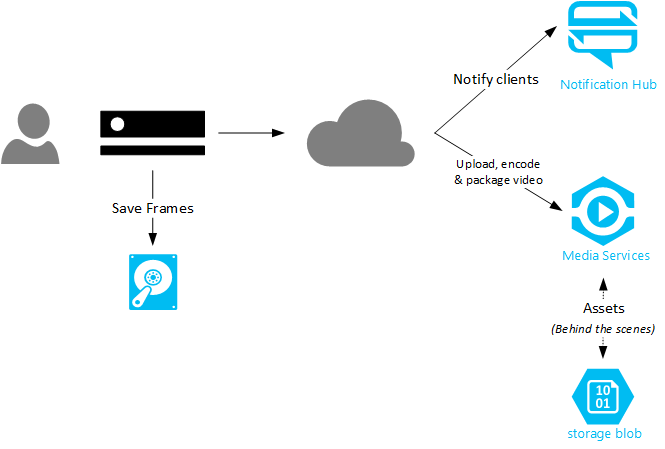 Notification Hub
Notify clients
Upload, encode
& package video
Save Frames
Media Services
Assets
(Behind the scenes)
10
01
storage blob